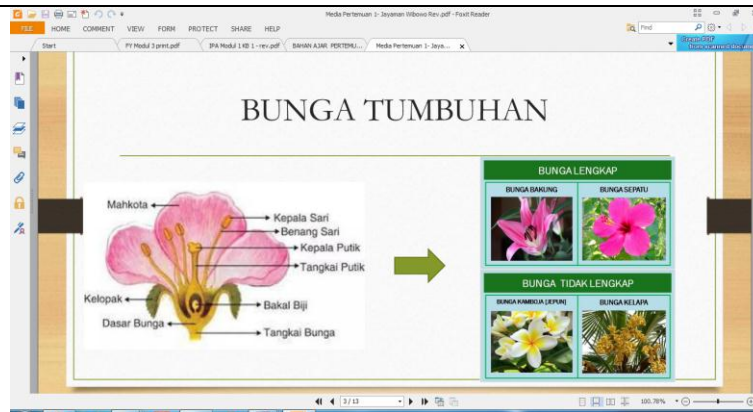 Media Pertemuan 1- Jayanman Wibowo Rev.pdf - Foxit Reader
FILE HOME COMMENT VIEW FORM PROTECT SHARE HELP
Find
Start
FY Modul 3 print.pdf
IPA Modul 1 KB 1 - rev.pdf
BAHAN AJAR PERTEMU...
Media Pertemuan 1- Jaya...
BUNGA TUMBUHAN
Mahkota
Kepala Sari
Benang Sari
Kepala Putik
Tangkai Putik
Kelopak
Bakal Biji
Dasar Bunga
Tangkai Bunga
BUNGA LENGKAP
BUNGA BAKUNG
BUNGA SEPATU
BUNGA TIDAK LENGKAP
BUNGA KAMBOJA (JEPUN)
BUNGA KELAPA
3 / 13
100.78%